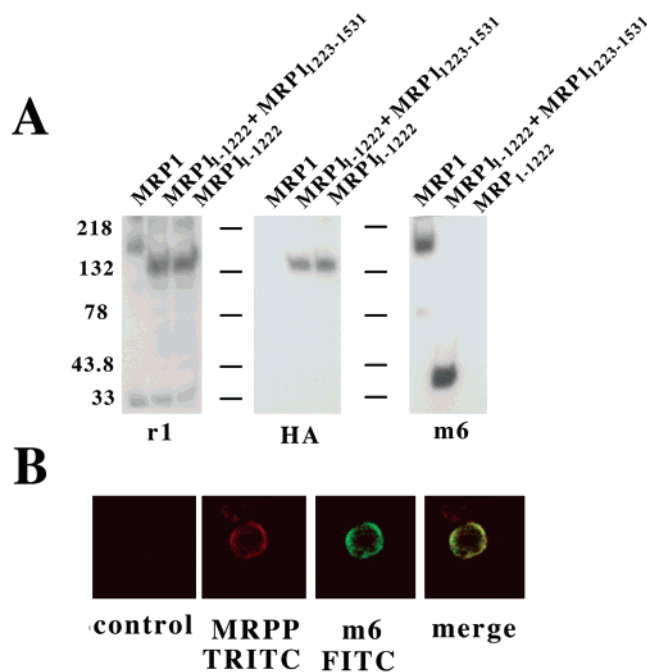 A
MRP1
MRP1₁₋₁₂₂₂ + MRP1₁₂₂₃₋₁₅₃₁
MRP1₁₋₁₂₂₂
MRP1
MRP1₁₋₁₂₂₂ + MRP1₁₂₂₃₋₁₅₃₁
MRP1₁₋₁₂₂₂
MRP1
MRP1₁₋₁₂₂₂ + MRP1₁₂₂₃₋₁₅₃₁
MRP₁₋₁₂₂₂
218
132
78
43.8
33
r1
HA
m6
B
control
MRPP
TRITC
m6
FITC
merge